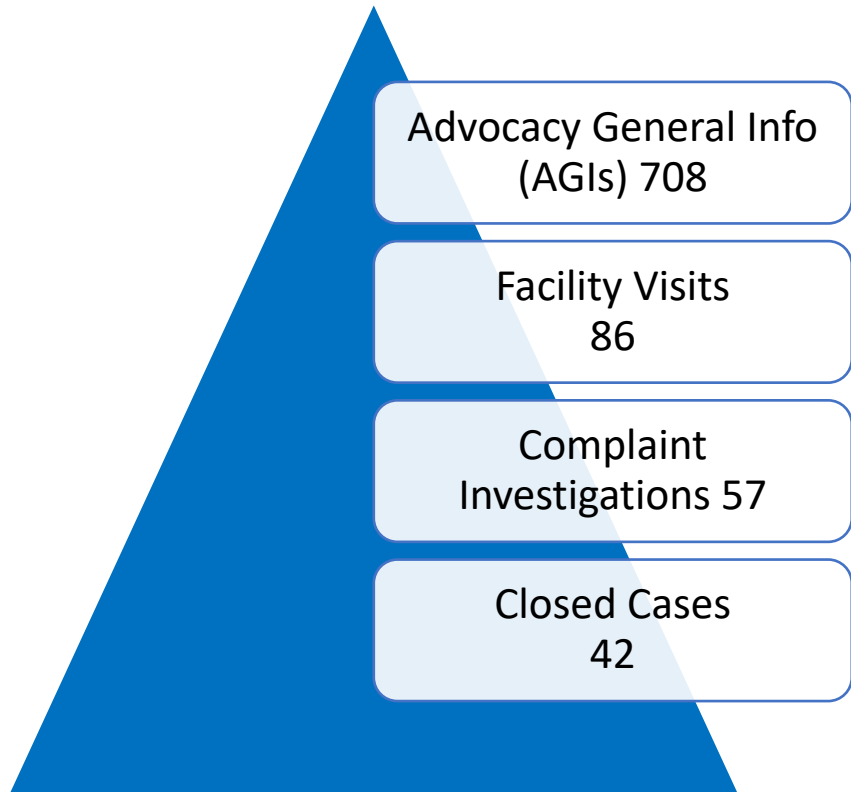 Advocacy General Info
(AGIs) 708
Facility Visits
86
Complaint
Investigations 57
Closed Cases
42